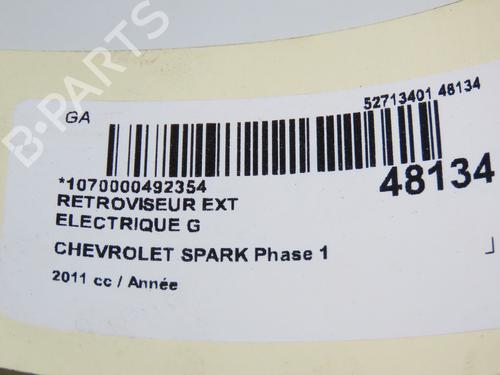 B-PARTS
GA
52713401 48134
*1070000492354
48134
RETROVISEUR EXT
ELECTRIQUE G
CHEVROLET SPARK Phase 1
2011 cc / Année